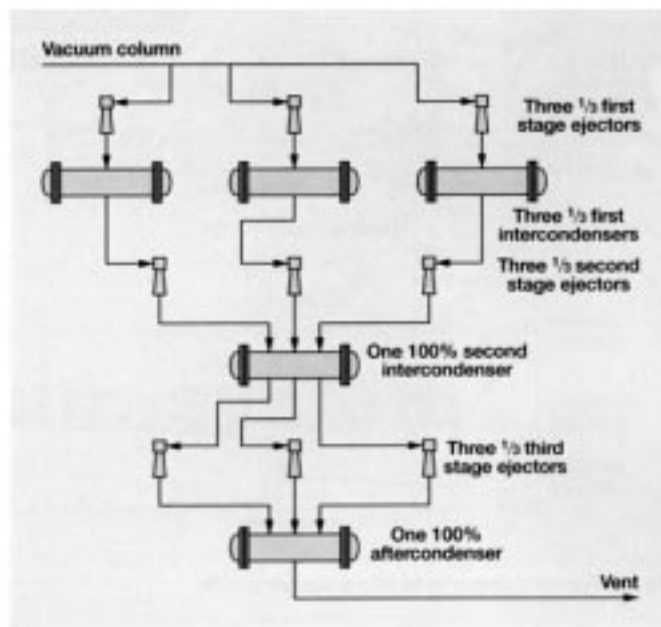 Vacuum column
Three 1/3 first
stage ejectors
Three 1/3 first
intercondensers
Three 1/3 second
stage ejectors
One 100% second
intercondenser
Three 1/3 third
stage ejectors
One 100%
aftercondenser
Vent